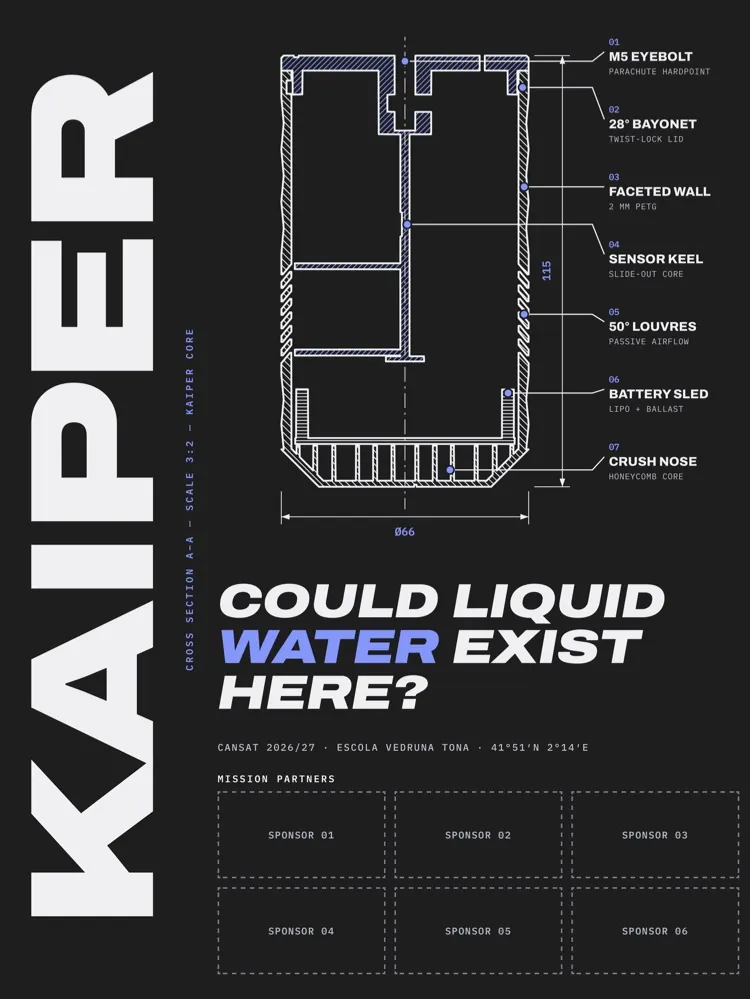 KAIPER
CROSS SECTION A–A — SCALE 3:2 — KAIPER CORE
01
M5 EYEBOLT
PARACHUTE HARDPOINT
02
28° BAYONET
TWIST-LOCK LID
03
FACETED WALL
2 MM PETG
04
SENSOR KEEL
SLIDE-OUT CORE
05
50° LOUVRES
PASSIVE AIRFLOW
06
BATTERY SLED
LIPO + BALLAST
07
CRUSH NOSE
HONEYCOMB CORE
115
Ø66
COULD LIQUID
WATER EXIST
HERE?
CANSAT 2026/27 · ESCOLA VEDRUNA TONA · 41°51′N 2°14′E
MISSION PARTNERS
SPONSOR 01
SPONSOR 02
SPONSOR 03
SPONSOR 04
SPONSOR 05
SPONSOR 06